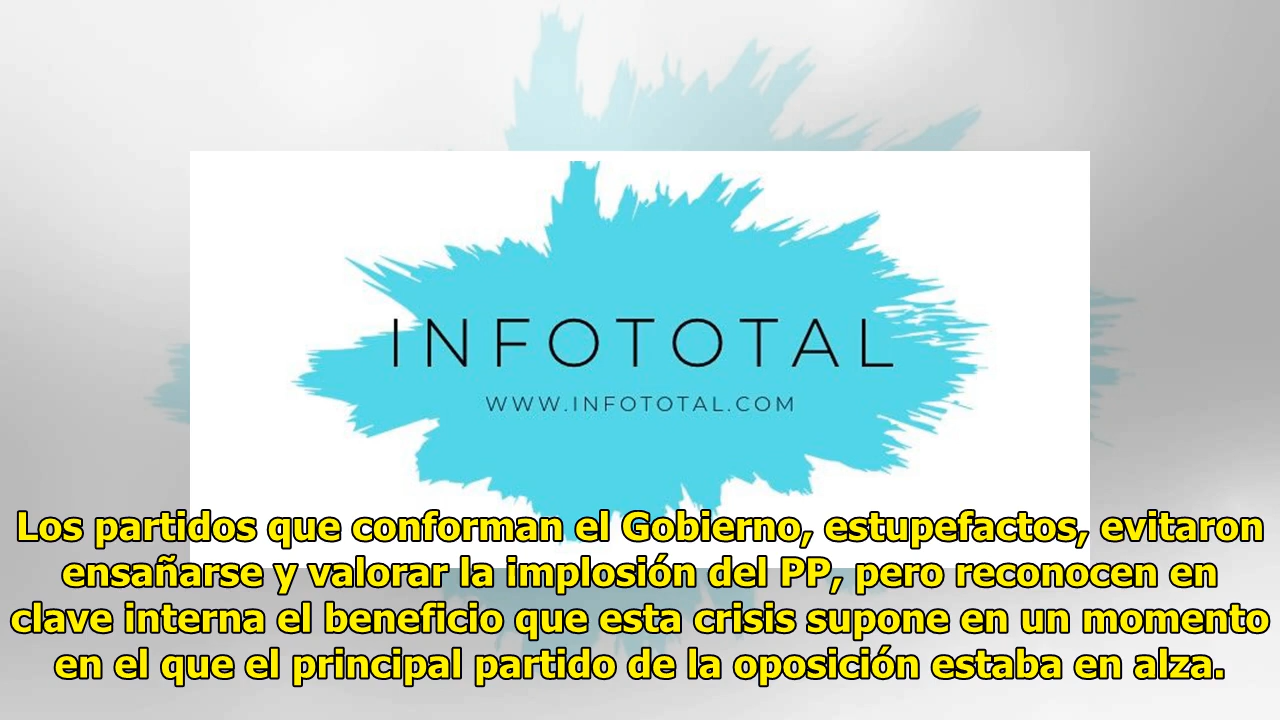 INFOTOTAL
WWW.INFOTOTAL.COM
Los partidos que conforman el Gobierno, estupefactos, evitaron
ensañarse y valorar la implosión del PP, pero reconocen en
clave interna el beneficio que esta crisis supone en un momento
en el que el principal partido de la oposición estaba en alza.